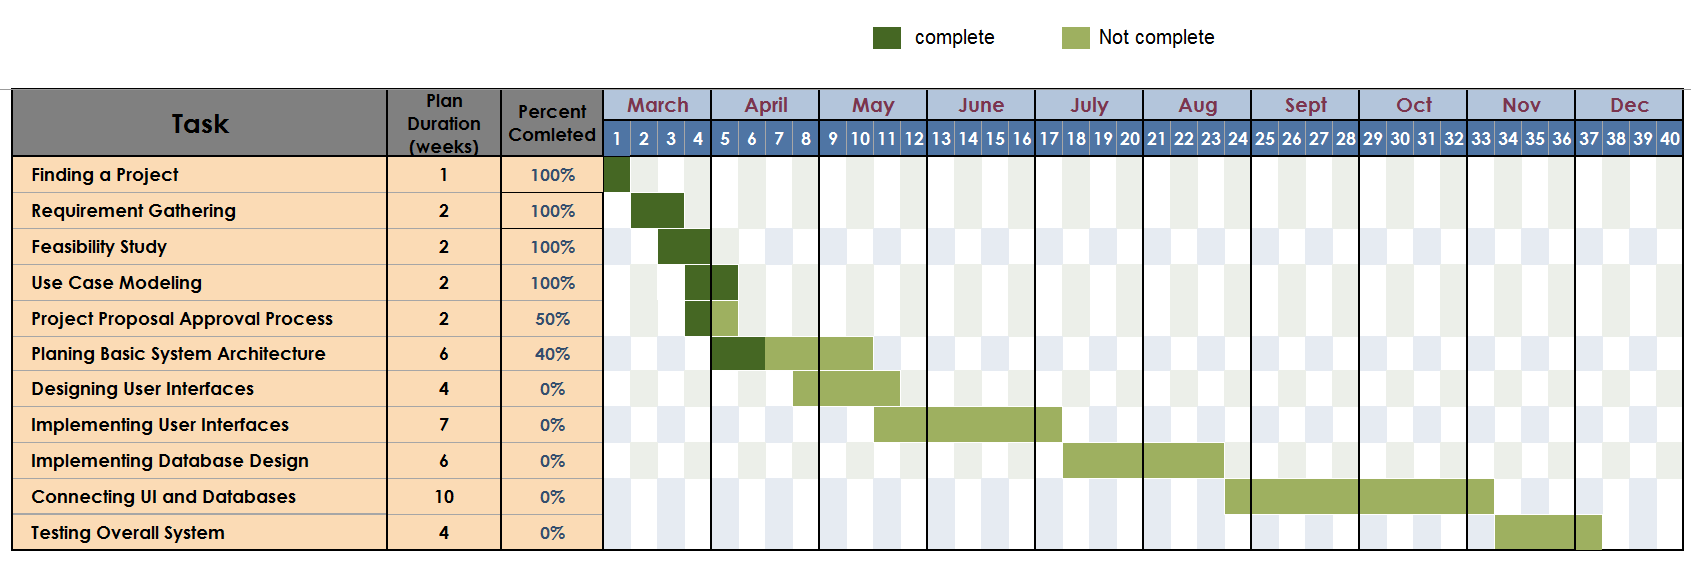 complete Not complete
Task Plan Duration (weeks) Percent Comleted March April May June July Aug Sept Oct Nov Dec
1 2 3 4 5 6 7 8 9 10 11 12 13 14 15 16 17 18 19 20 21 22 23 24 25 26 27 28 29 30 31 32 33 34 35 36 37 38 39 40
Finding a Project 1 100%
Requirement Gathering 2 100%
Feasibility Study 2 100%
Use Case Modeling 2 100%
Project Proposal Approval Process 2 50%
Planing Basic System Architecture 6 40%
Designing User Interfaces 4 0%
Implementing User Interfaces 7 0%
Implementing Database Design 6 0%
Connecting UI and Databases 10 0%
Testing Overall System 4 0%